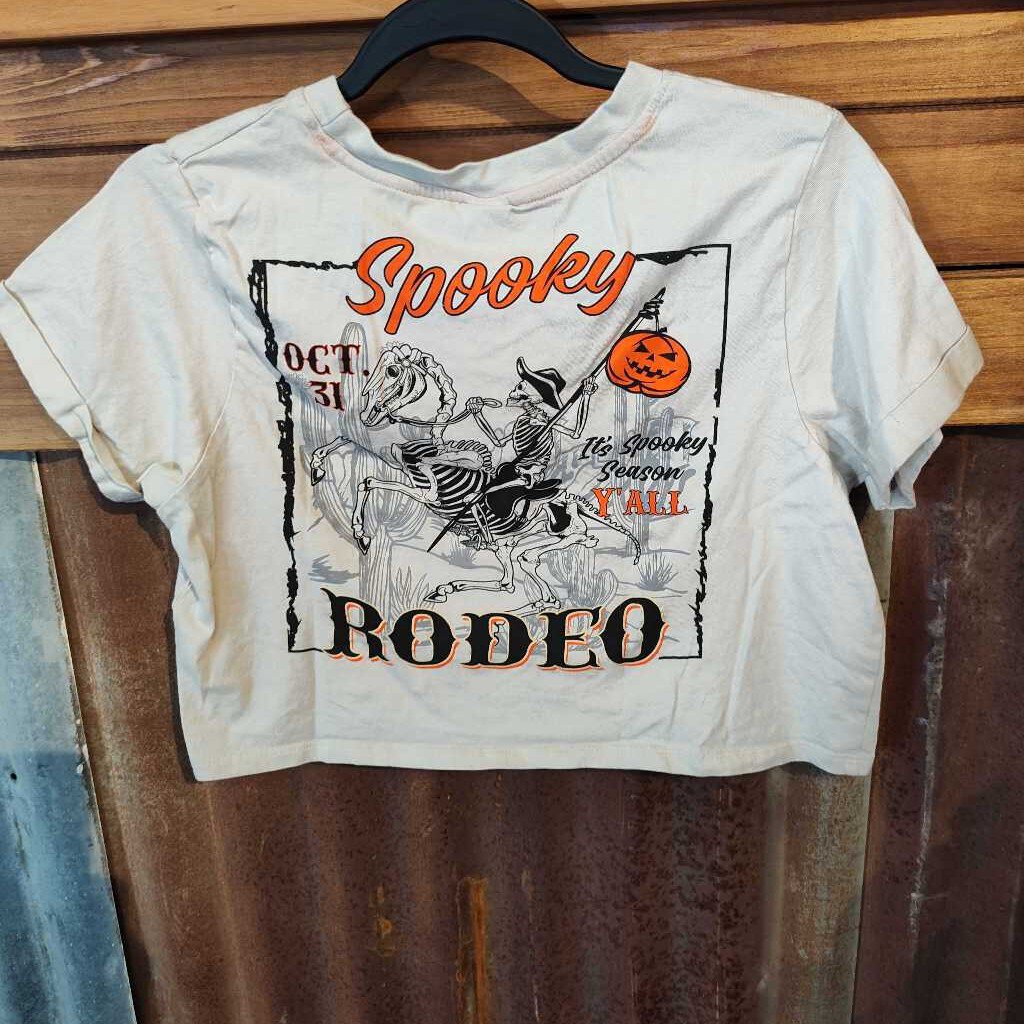 Spooky
OCT.
31
It's Spooky
Season
Y'ALL
RODEO